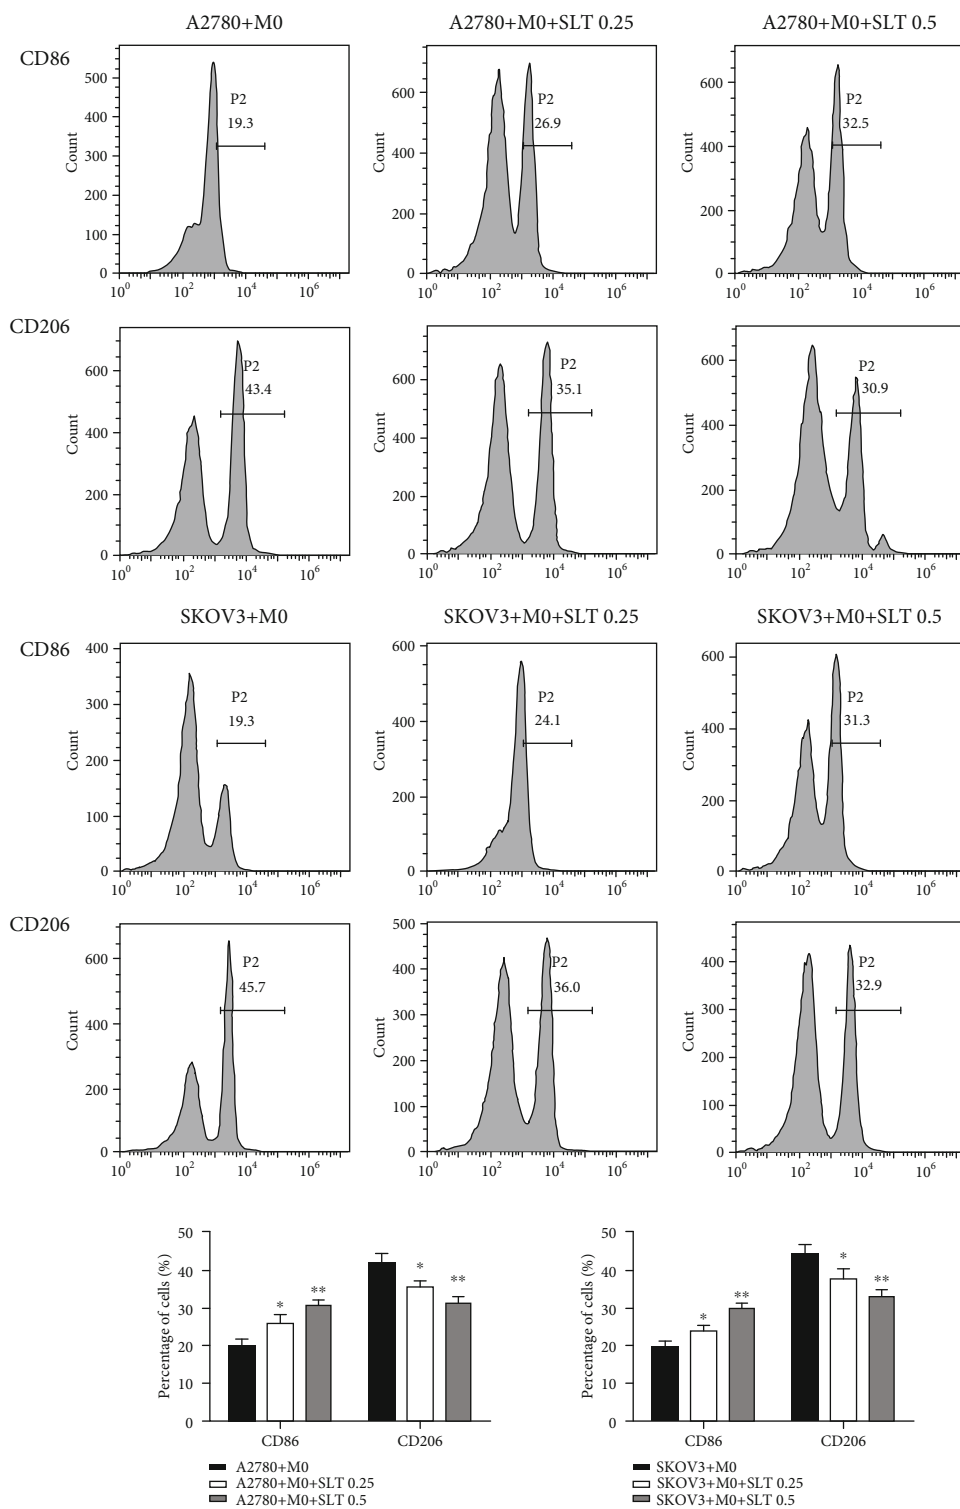 A2780+M0
A2780+M0+SLT 0.25
A2780+M0+SLT 0.5
CD86
Count
500
400
300
200
100
0
P2
19.3
10^0 10^2 10^4 10^6
Count
600
400
200
0
P2
26.9
10^0 10^2 10^4 10^6
Count
600
400
200
0
P2
32.5
10^0 10^2 10^4 10^6
CD206
Count
600
400
200
0
P2
43.4
10^0 10^2 10^4 10^6
Count
600
400
200
0
P2
35.1
10^0 10^2 10^4 10^6
Count
600
400
200
0
P2
30.9
10^0 10^2 10^4 10^6
SKOV3+M0
SKOV3+M0+SLT 0.25
SKOV3+M0+SLT 0.5
CD86
Count
400
300
200
100
0
P2
19.3
10^0 10^2 10^4 10^6
Count
600
400
200
0
P2
24.1
10^0 10^2 10^4 10^6
Count
600
400
200
0
P2
31.3
10^0 10^2 10^4 10^6
CD206
Count
600
400
200
0
P2
45.7
10^0 10^2 10^4 10^6
Count
500
400
300
200
100
0
P2
36.0
10^0 10^2 10^4 10^6
Count
400
300
200
100
0
P2
32.9
10^0 10^2 10^4 10^6
Percentage of cells (%)
50
40
30
20
10
0
* ** * **
CD86 CD206
A2780+M0
A2780+M0+SLT 0.25
A2780+M0+SLT 0.5
Percentage of cells (%)
50
40
30
20
10
0
* ** * **
CD86 CD206
SKOV3+M0
SKOV3+M0+SLT 0.25
SKOV3+M0+SLT 0.5